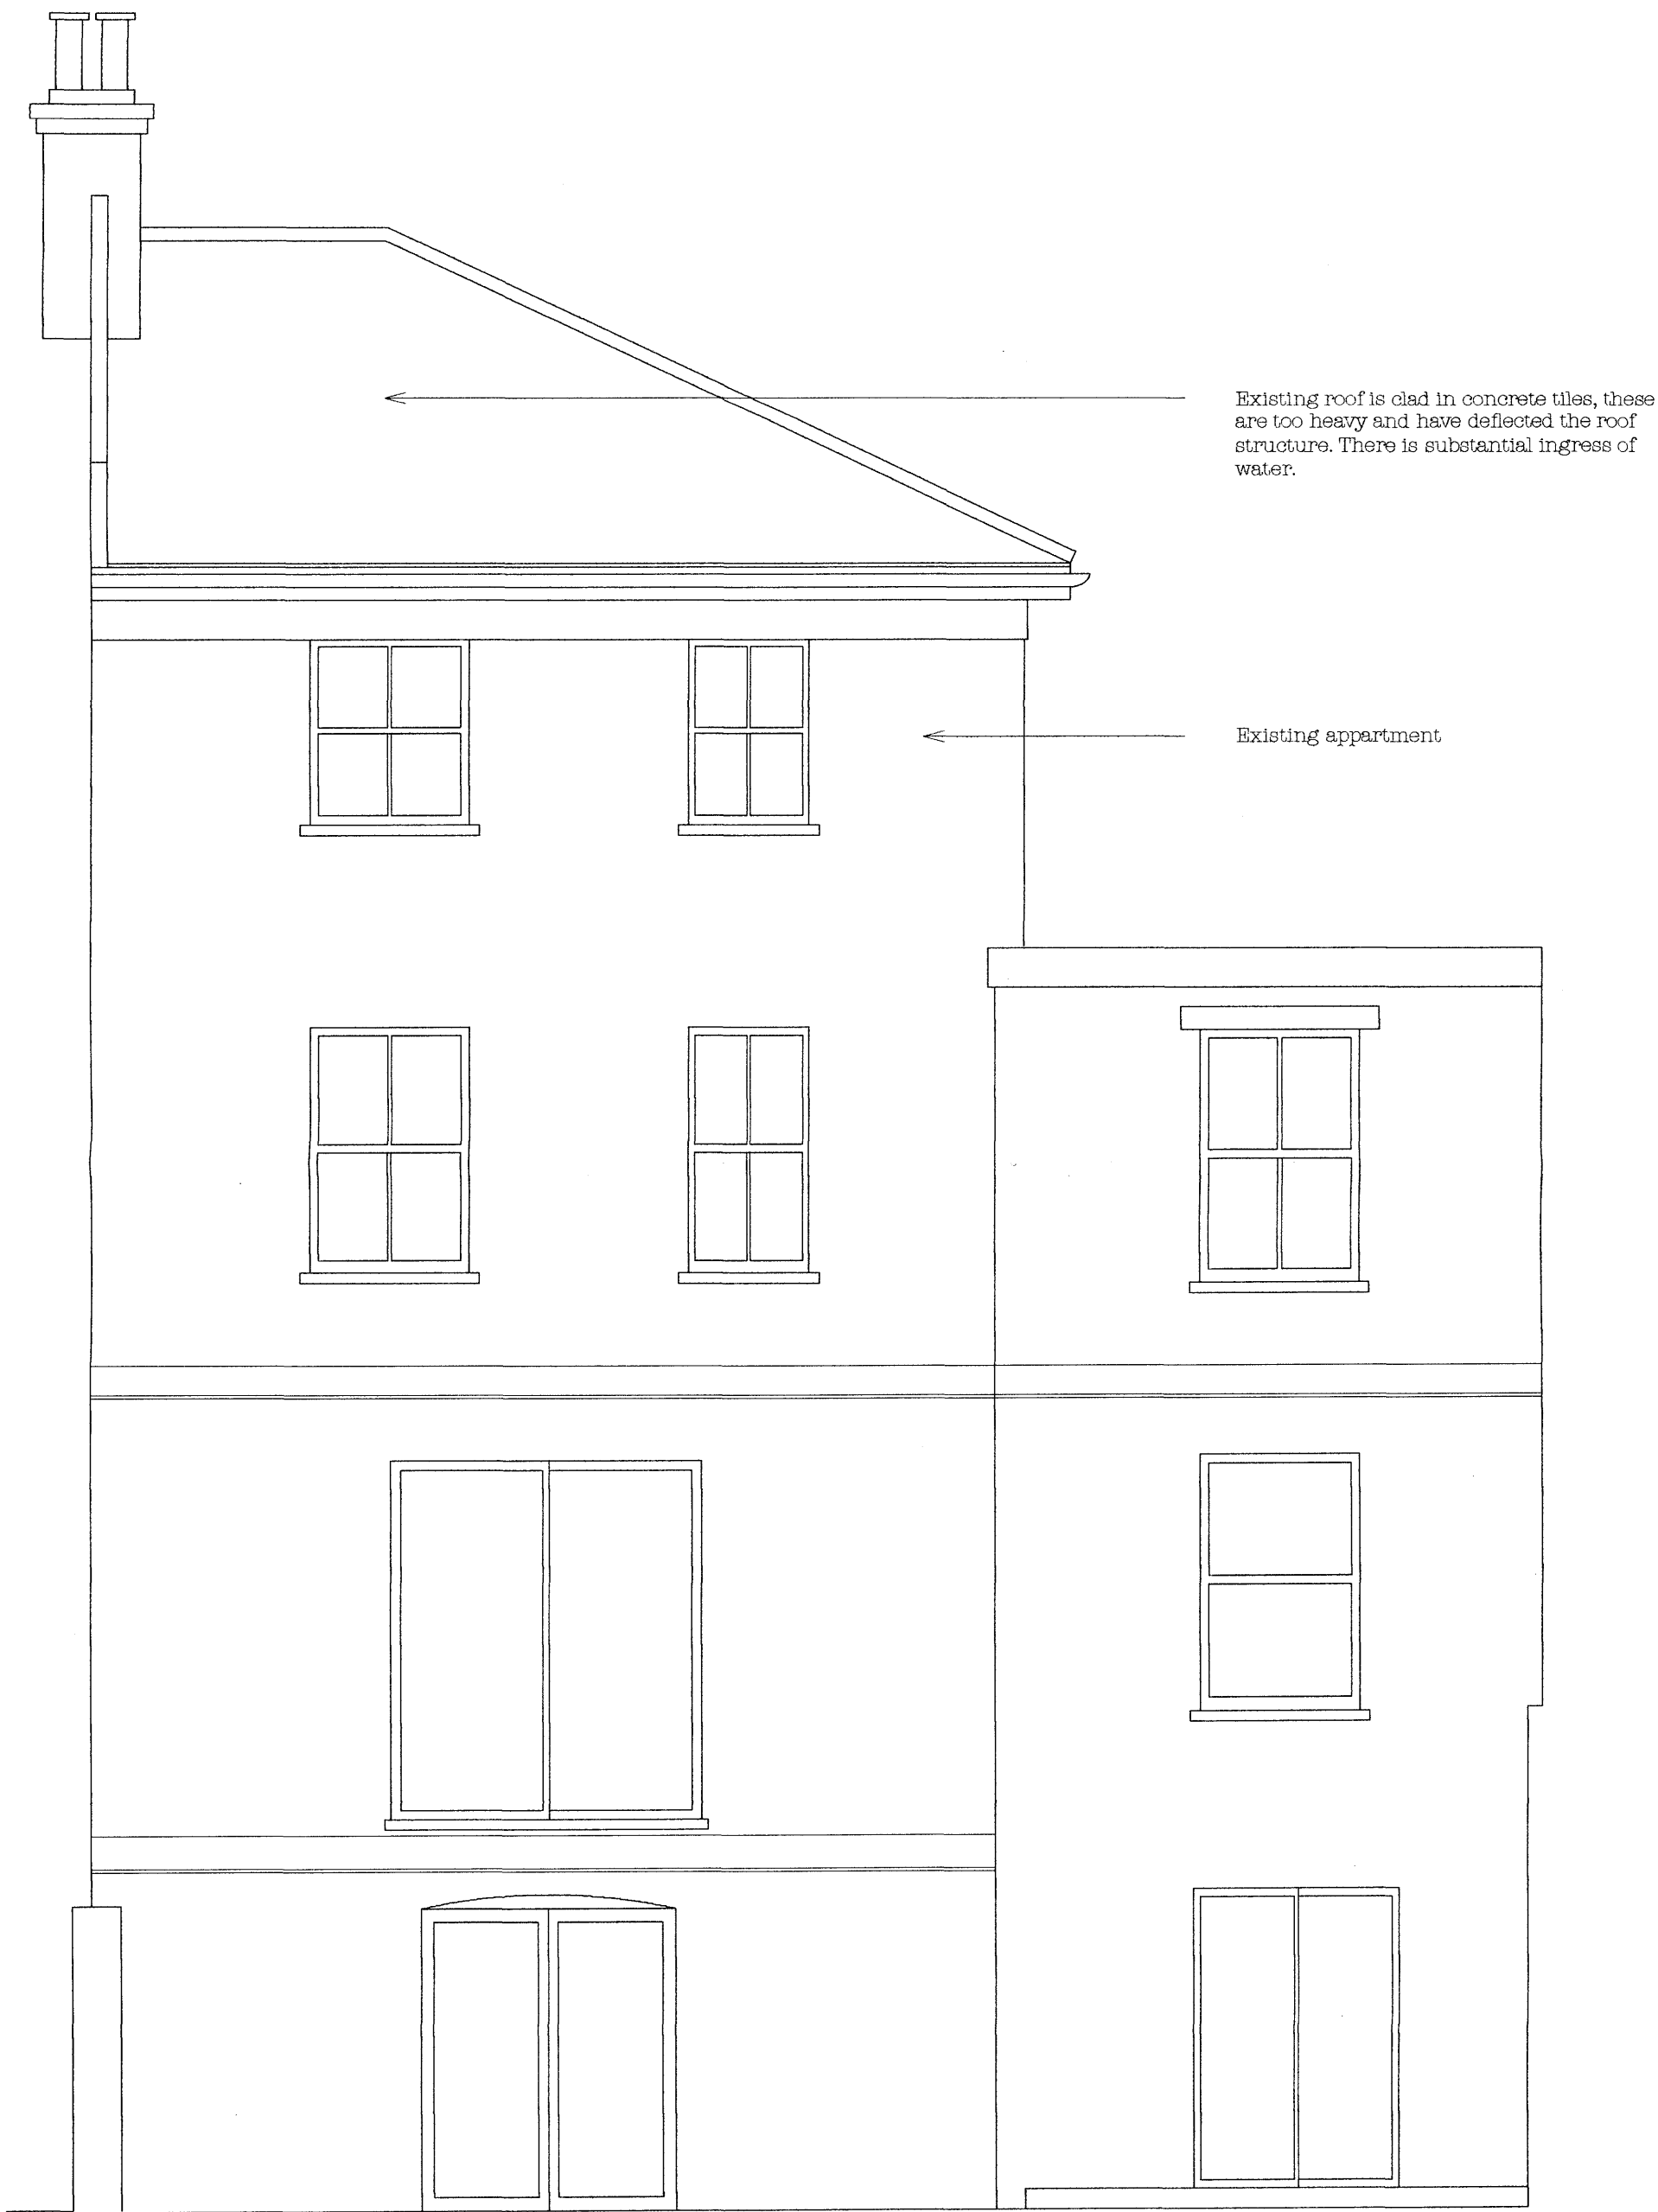 Existing roof is clad in concrete tiles, these
are too heavy and have deflected the roof
structure. There is substantial ingress of
water.
Existing appartment